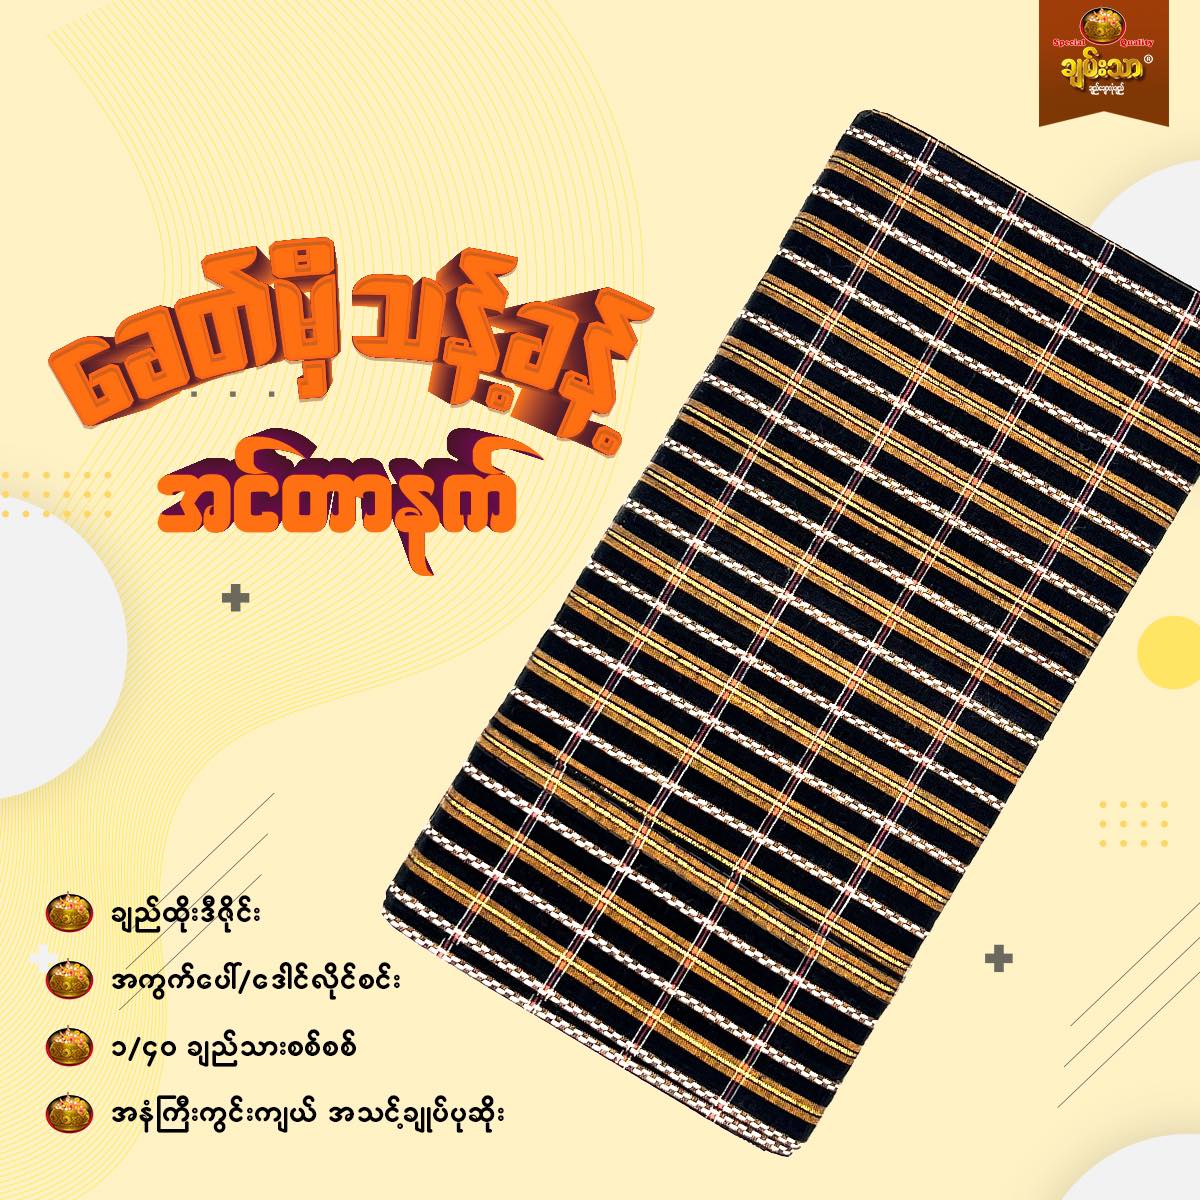 Special Quality
ချမ်းသာ®
ခေတ်မှီ သန့်ခန့်
အင်တာနက်
ချည်ထိုးဒီဇိုင်း
အကွက်ပေါ်/ဒေါင်လိုင်စင်း
၁/၄၀ ချည်သားစစ်စစ်
အနံကြီးကွင်းကျယ် အသင့်ချုပ်ပုဆိုး